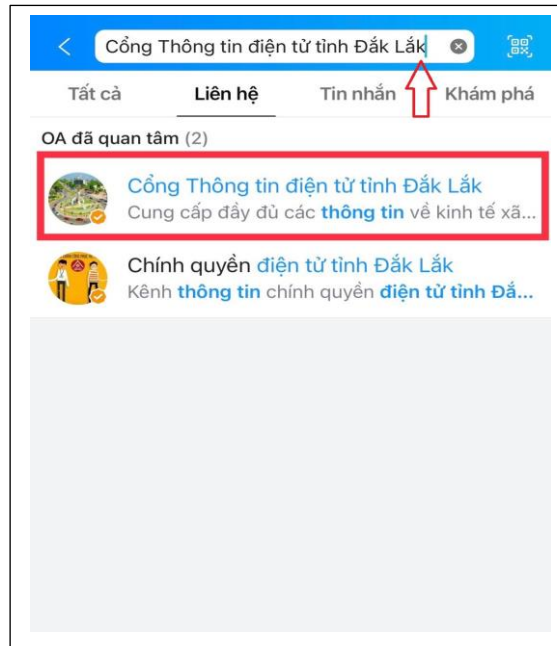 Cổng Thông tin điện tử tỉnh Đắk Lắk
Tất cả Liên hệ Tin nhắn Khám phá
OA đã quan tâm (2)
Cổng Thông tin điện tử tỉnh Đắk Lắk
Cung cấp đầy đủ các thông tin về kinh tế xã...
Chính quyền điện tử tỉnh Đắk Lắk
Kênh thông tin chính quyền điện tử tỉnh Đắ...